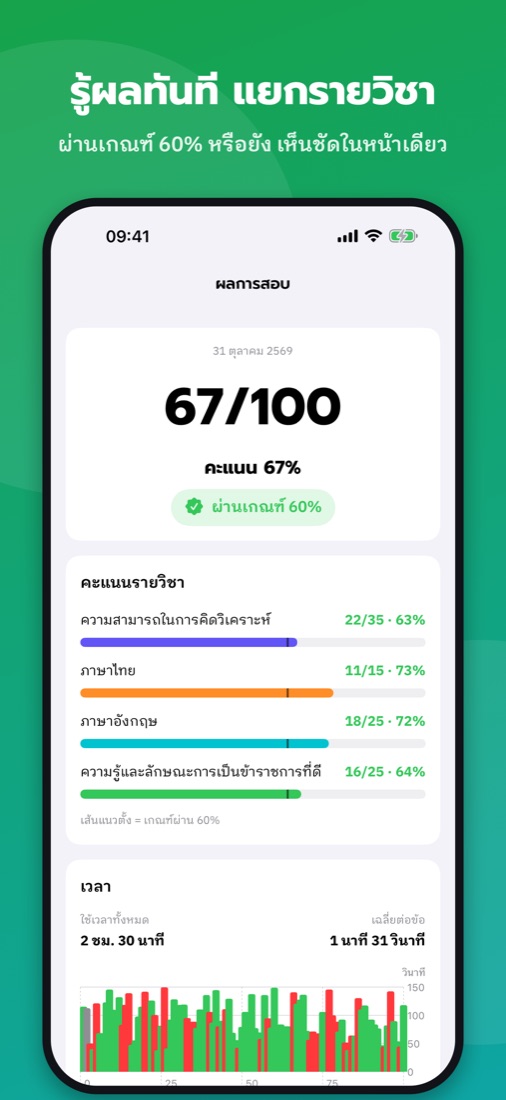 รู้ผลทันที แยกรายวิชา
ผ่านเกณฑ์ 60% หรือยัง เห็นชัดในหน้าเดียว
09:41
ผลการสอบ
31 ตุลาคม 2569
67/100
คะแนน 67%
ผ่านเกณฑ์ 60%
คะแนนรายวิชา
ความสามารถในการคิดวิเคราะห์ 22/35 · 63%
ภาษาไทย 11/15 · 73%
ภาษาอังกฤษ 18/25 · 72%
ความรู้และลักษณะการเป็นข้าราชการที่ดี 16/25 · 64%
เส้นแนวตั้ง = เกณฑ์ผ่าน 60%
เวลา
ใช้เวลาทั้งหมด เฉลี่ยต่อข้อ
2 ชม. 30 นาที 1 นาที 31 วินาที
วินาที
150
100
50
0
0 25 50 75